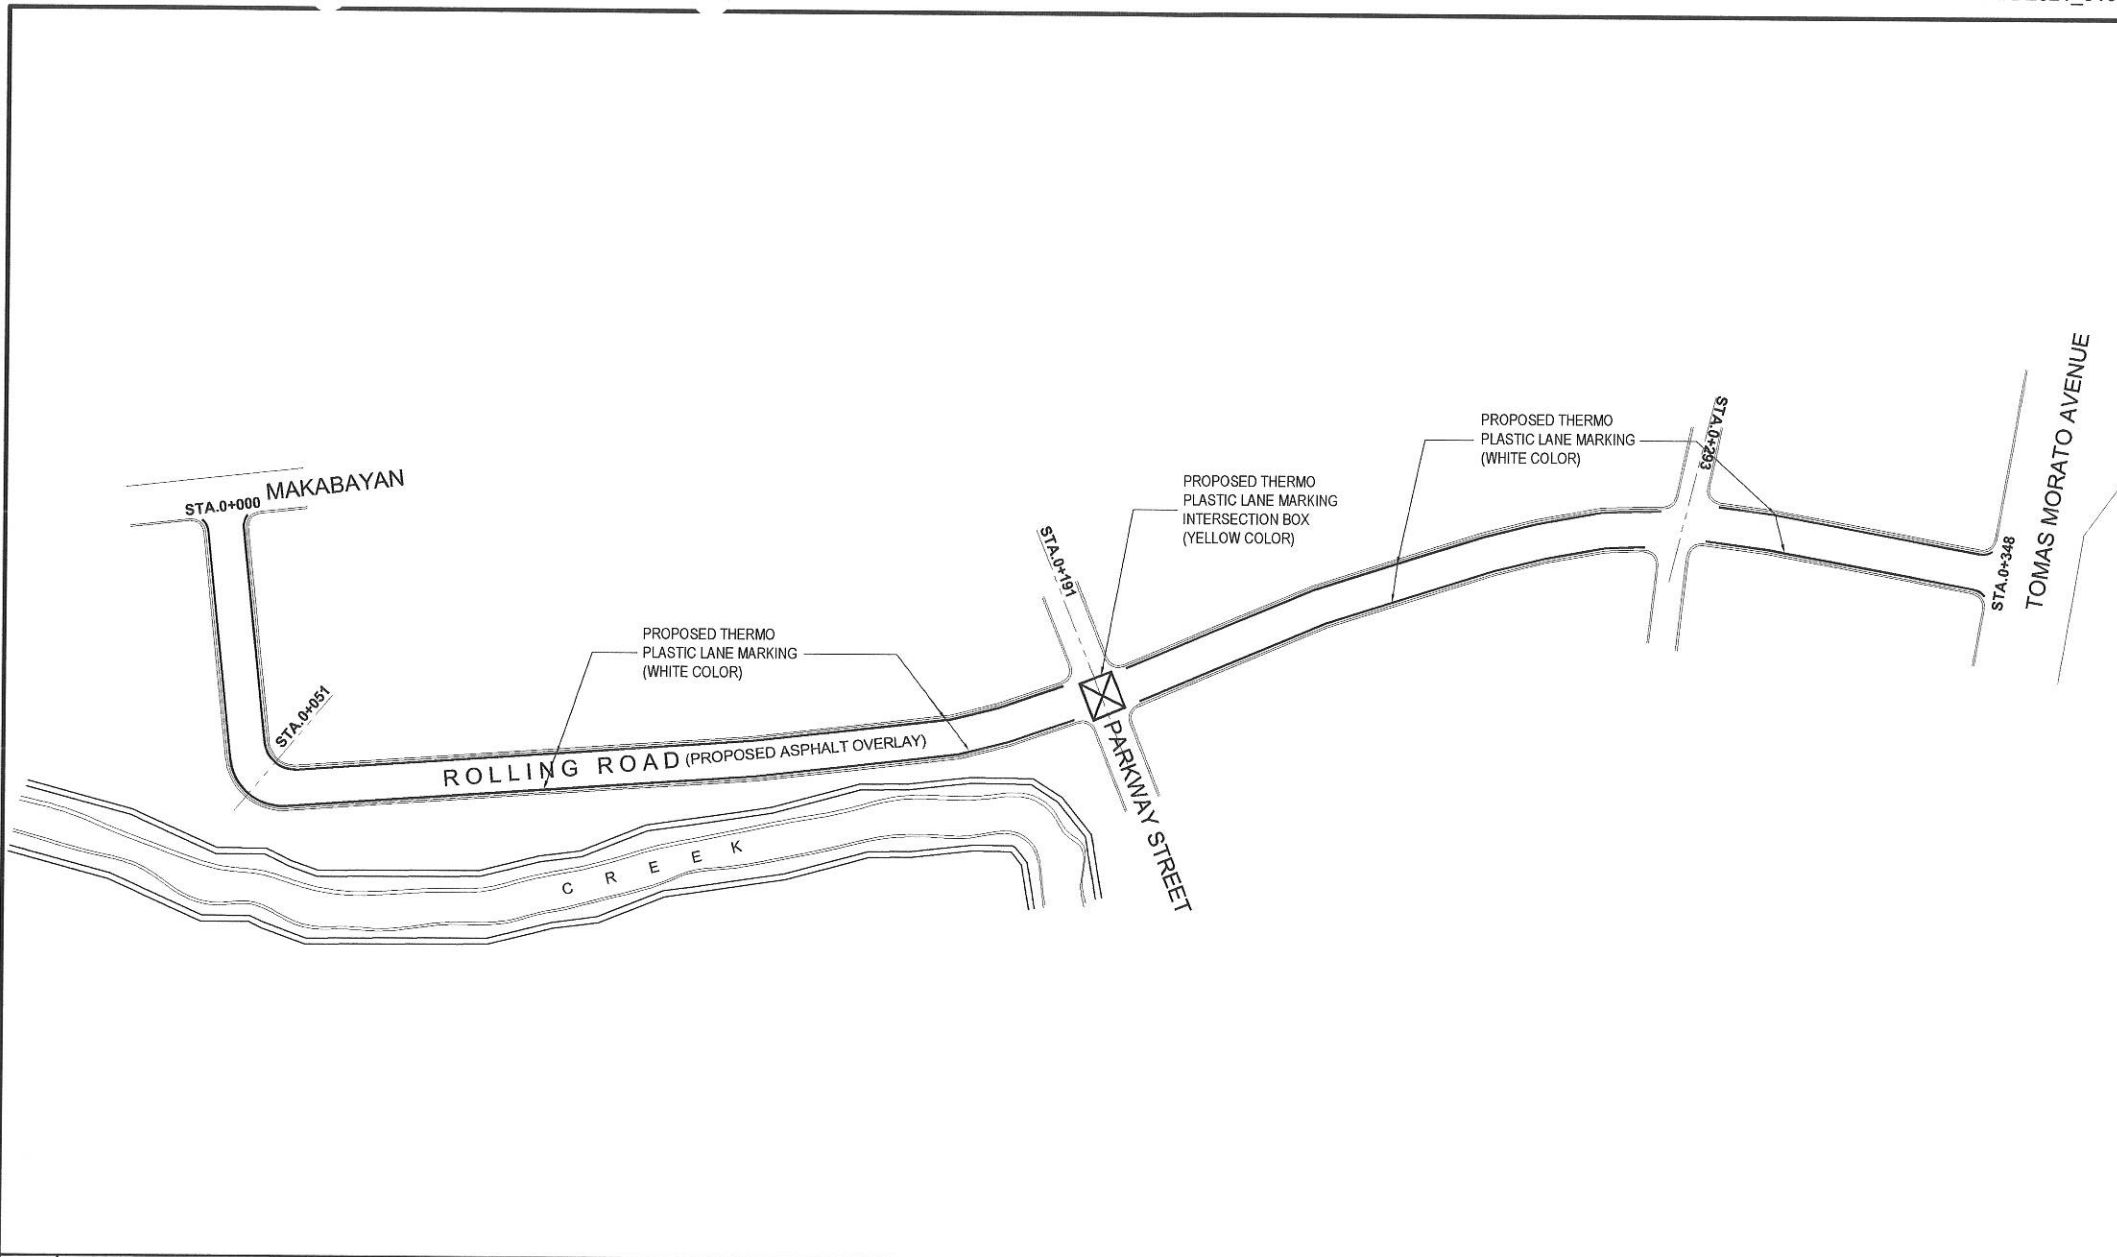 MAKABAYAN
STA.0+000
STA.0+051
PROPOSED THERMO
PLASTIC LANE MARKING
(WHITE COLOR)
ROLLING ROAD (PROPOSED ASPHALT OVERLAY)
CREEK
STA.0+191
PROPOSED THERMO
PLASTIC LANE MARKING
INTERSECTION BOX
(YELLOW COLOR)
PARKWAY STREET
PROPOSED THERMO
PLASTIC LANE MARKING
(WHITE COLOR)
STA.0+293
STA.0+348
TOMAS MORATO AVENUE